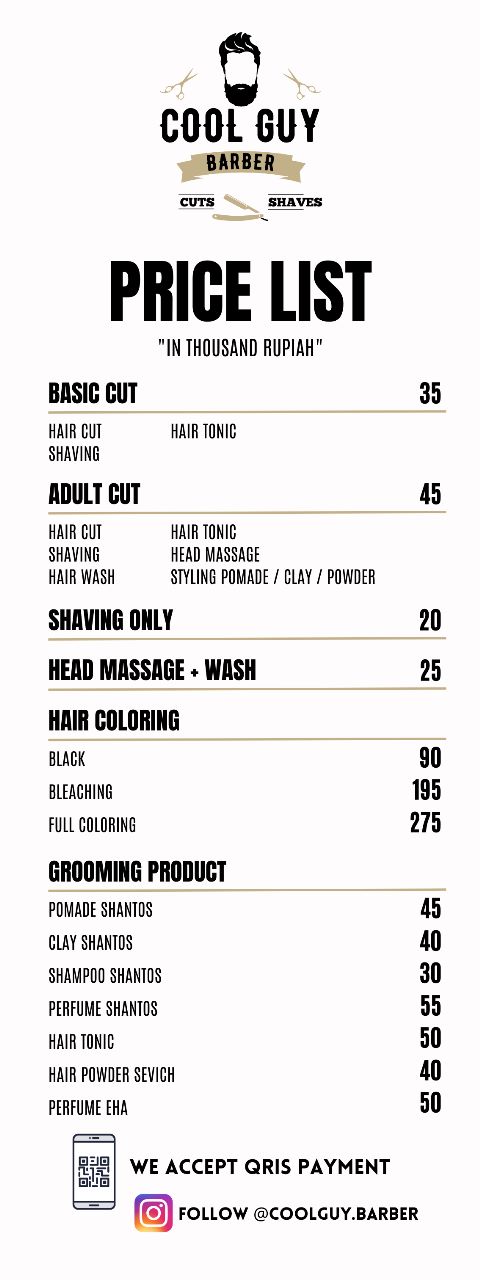 COOL GUY
BARBER
CUTS SHAVES
PRICE LIST
"IN THOUSAND RUPIAH"
BASIC CUT 35
HAIR CUT HAIR TONIC
SHAVING
ADULT CUT 45
HAIR CUT HAIR TONIC
SHAVING HEAD MASSAGE
HAIR WASH STYLING POMADE / CLAY / POWDER
SHAVING ONLY 20
HEAD MASSAGE + WASH 25
HAIR COLORING
BLACK 90
BLEACHING 195
FULL COLORING 275
GROOMING PRODUCT
POMADE SHANTOS 45
CLAY SHANTOS 40
SHAMPOO SHANTOS 30
PERFUME SHANTOS 55
HAIR TONIC 50
HAIR POWDER SEVICH 40
PERFUME EHA 50
WE ACCEPT QRIS PAYMENT
FOLLOW @COOLGUY.BARBER